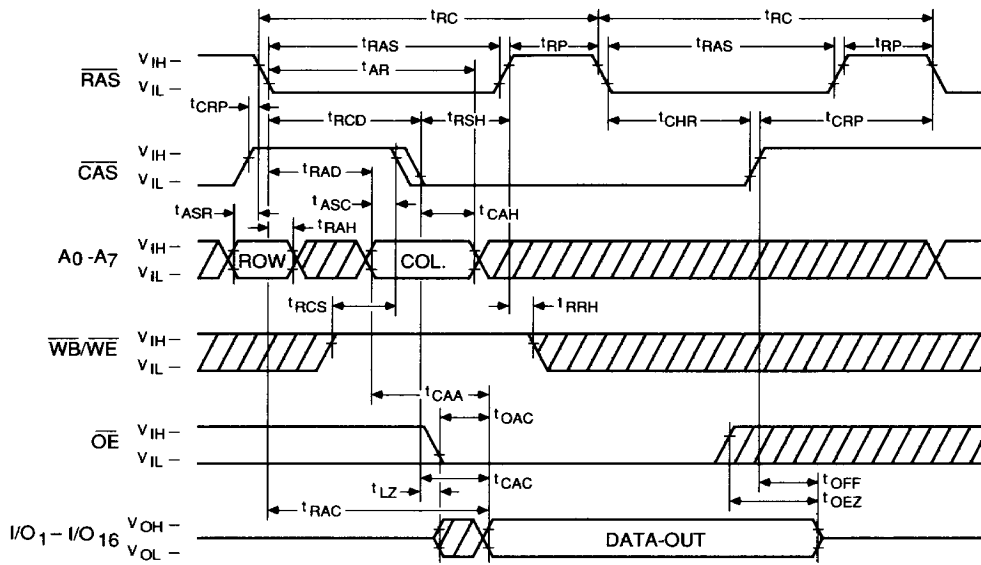 tRC tRC
tRAS tRP tRAS tRP
tAR
RAS VIH VIL
tCRP tRCD tRSH tCHR tCRP
CAS VIH VIL
tRAD
tASC tCAH
tASR tRAH
A0-A7 VIH VIL ROW COL.
tRCS tRRH
WB/WE VIH VIL
tCAA
tOAC
OE VIH VIL
tLZ tCAC tOFF
tRAC tOEZ
I/O1 – I/O16 VOH VOL DATA-OUT